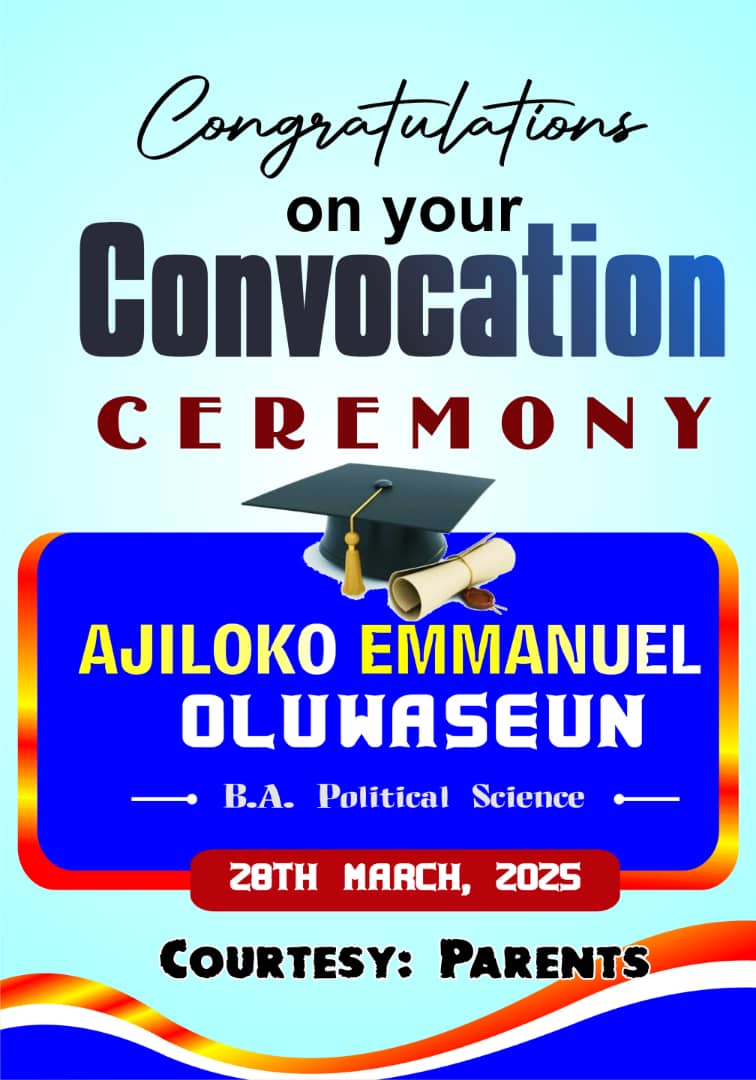 Congratulations
on your
Convocation
CEREMONY
AJILOKO EMMANUEL
OLUWASEUN
B.A. Political Science
28TH MARCH, 2025
COURTESY: PARENTS